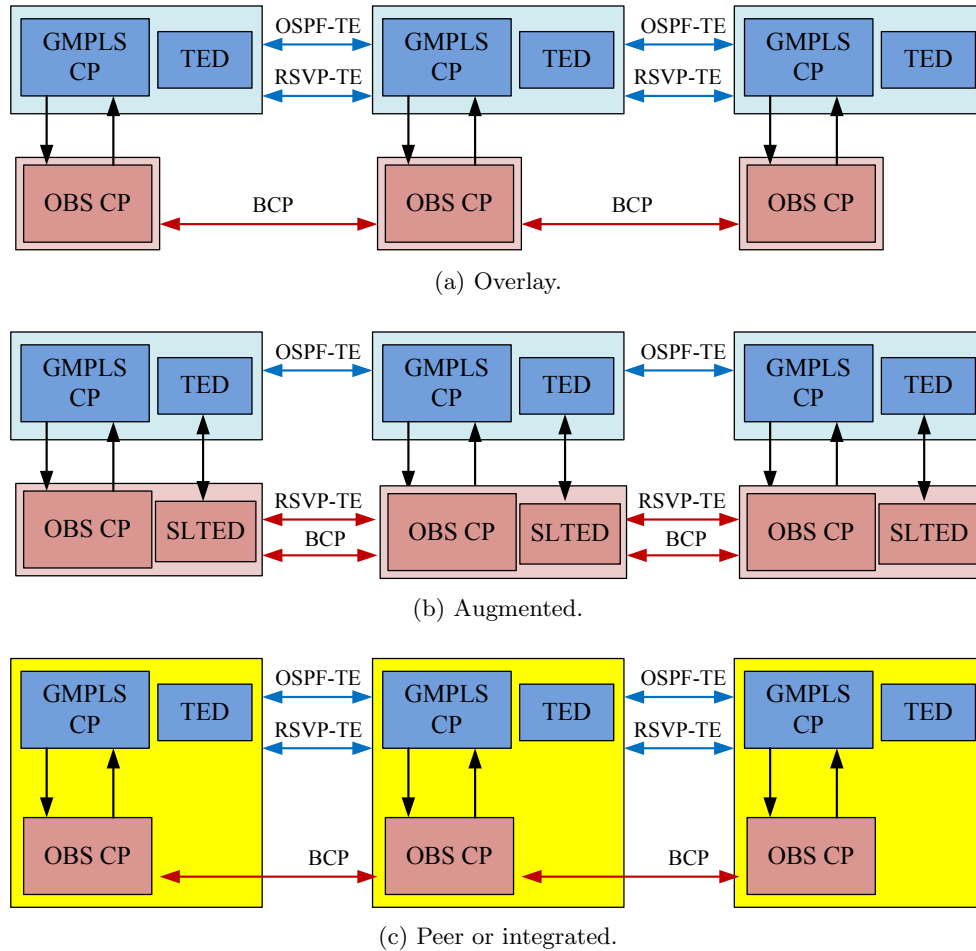 OSPF-TE OSPF-TE
GMPLS CP TED GMPLS CP TED GMPLS CP TED
RSVP-TE RSVP-TE
OBS CP BCP OBS CP BCP OBS CP
(a) Overlay.
OSPF-TE OSPF-TE
GMPLS CP TED GMPLS CP TED GMPLS CP TED
RSVP-TE RSVP-TE
OBS CP SLTED BCP OBS CP SLTED BCP OBS CP SLTED
(b) Augmented.
OSPF-TE OSPF-TE
GMPLS CP TED GMPLS CP TED GMPLS CP TED
RSVP-TE RSVP-TE
OBS CP BCP OBS CP BCP OBS CP
(c) Peer or integrated.